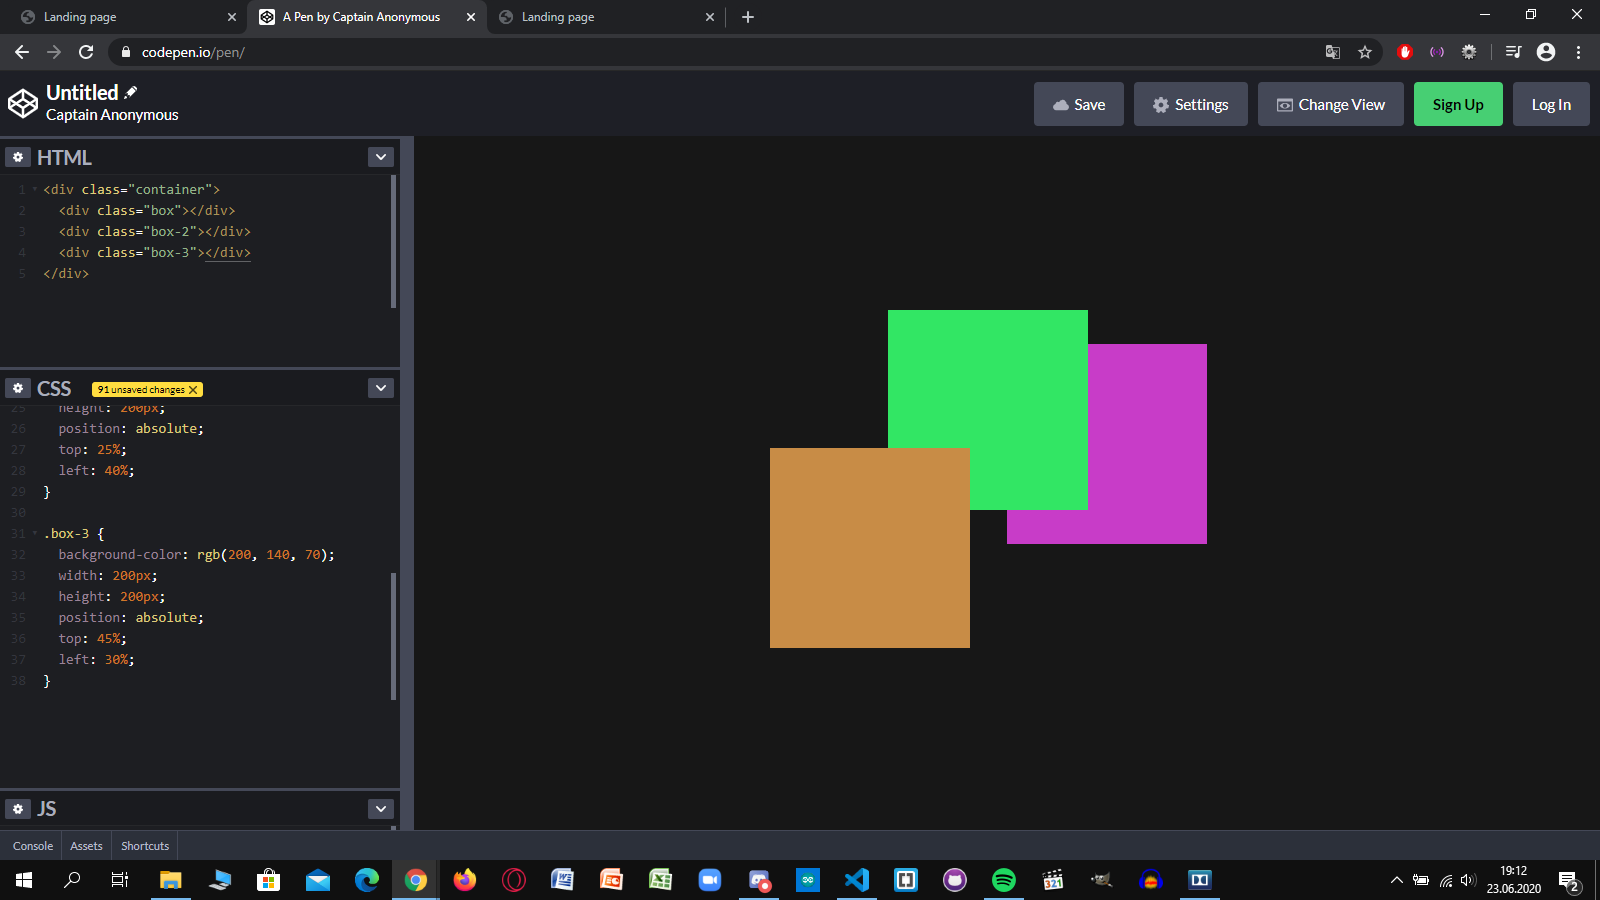 Landing page
A Pen by Captain Anonymous
Landing page
codepen.io/pen/
Untitled
Captain Anonymous
Save
Settings
Change View
Sign Up
Log In
HTML
1 <div class="container">
2 <div class="box"></div>
3 <div class="box-2"></div>
4 <div class="box-3"></div>
5 </div>
CSS
91 unsaved changes
25 height: 200px;
26 position: absolute;
27 top: 25%;
28 left: 40%;
29 }
30
31 .box-3 {
32 background-color: rgb(200, 140, 70);
33 width: 200px;
34 height: 200px;
35 position: absolute;
36 top: 45%;
37 left: 30%;
38 }
JS
Console
Assets
Shortcuts
321
19:12
23.06.2020
2